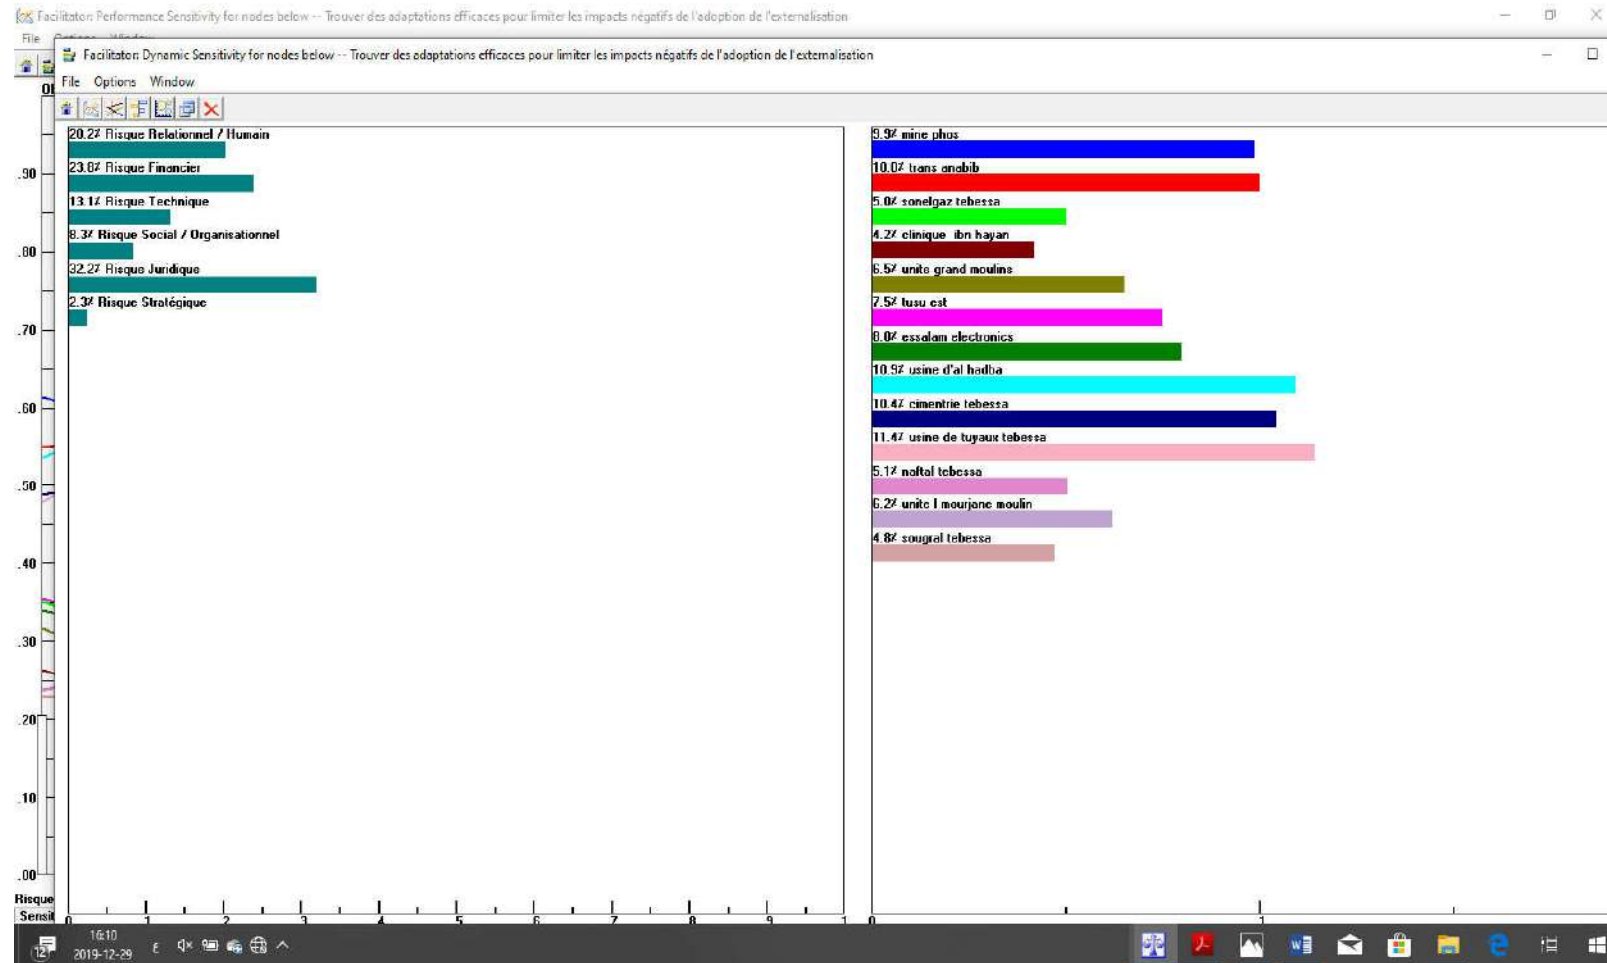 Facilitator: Performance Sensitivity for nodes below -- Trouver des adaptations efficaces pour limiter les impacts négatifs de l'adoption de l'externalisation
File Options Window
Facilitator: Dynamic Sensitivity for nodes below -- Trouver des adaptations efficaces pour limiter les impacts négatifs de l'adoption de l'externalisation
File Options Window
20.2% Risque Relationnel / Humain
23.8% Risque Financier
13.1% Risque Technique
8.3% Risque Social / Organisationnel
32.2% Risque Juridique
2.3% Risque Stratégique
9.9% mine phos
10.0% trans anabib
5.0% sonelgaz tebessa
4.2% clinique ibn hayan
6.5% unite grand moulins
7.5% tusu est
8.0% essalam electronics
10.9% usine d'al hadba
10.4% cimentrie tebessa
11.4% usine de tuyaux tebessa
5.1% naftal tebessa
6.2% unite l mourjane moulin
4.8% sougral tebessa
.90
.80
.70
.60
.50
.40
.30
.20
.10
.00
Risque
Sensit
0 .1 .2 .3 .4 .5 .6 .7 .8 .9 1
0 .1
16:10
2019-12-29
ع
12